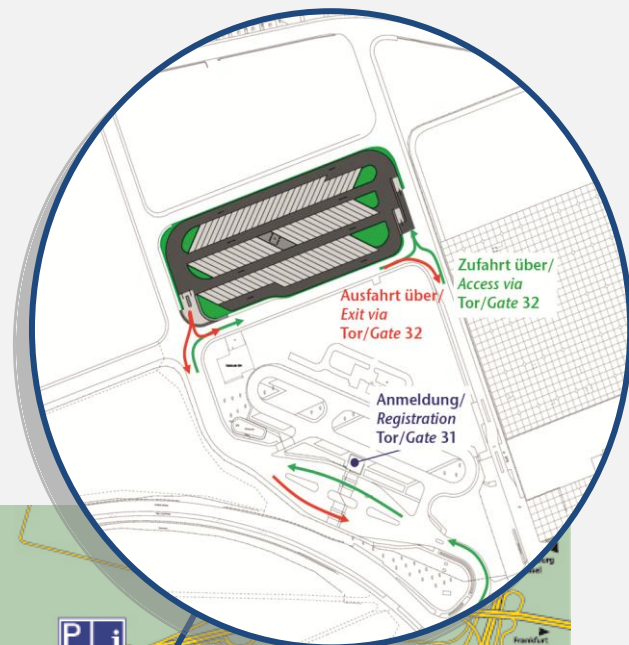 Zufahrt über/
Access via
Tor/Gate 32
Ausfahrt über/
Exit via
Tor/Gate 32
Anmeldung/
Registration
Tor/Gate 31
P i
Frankfurt